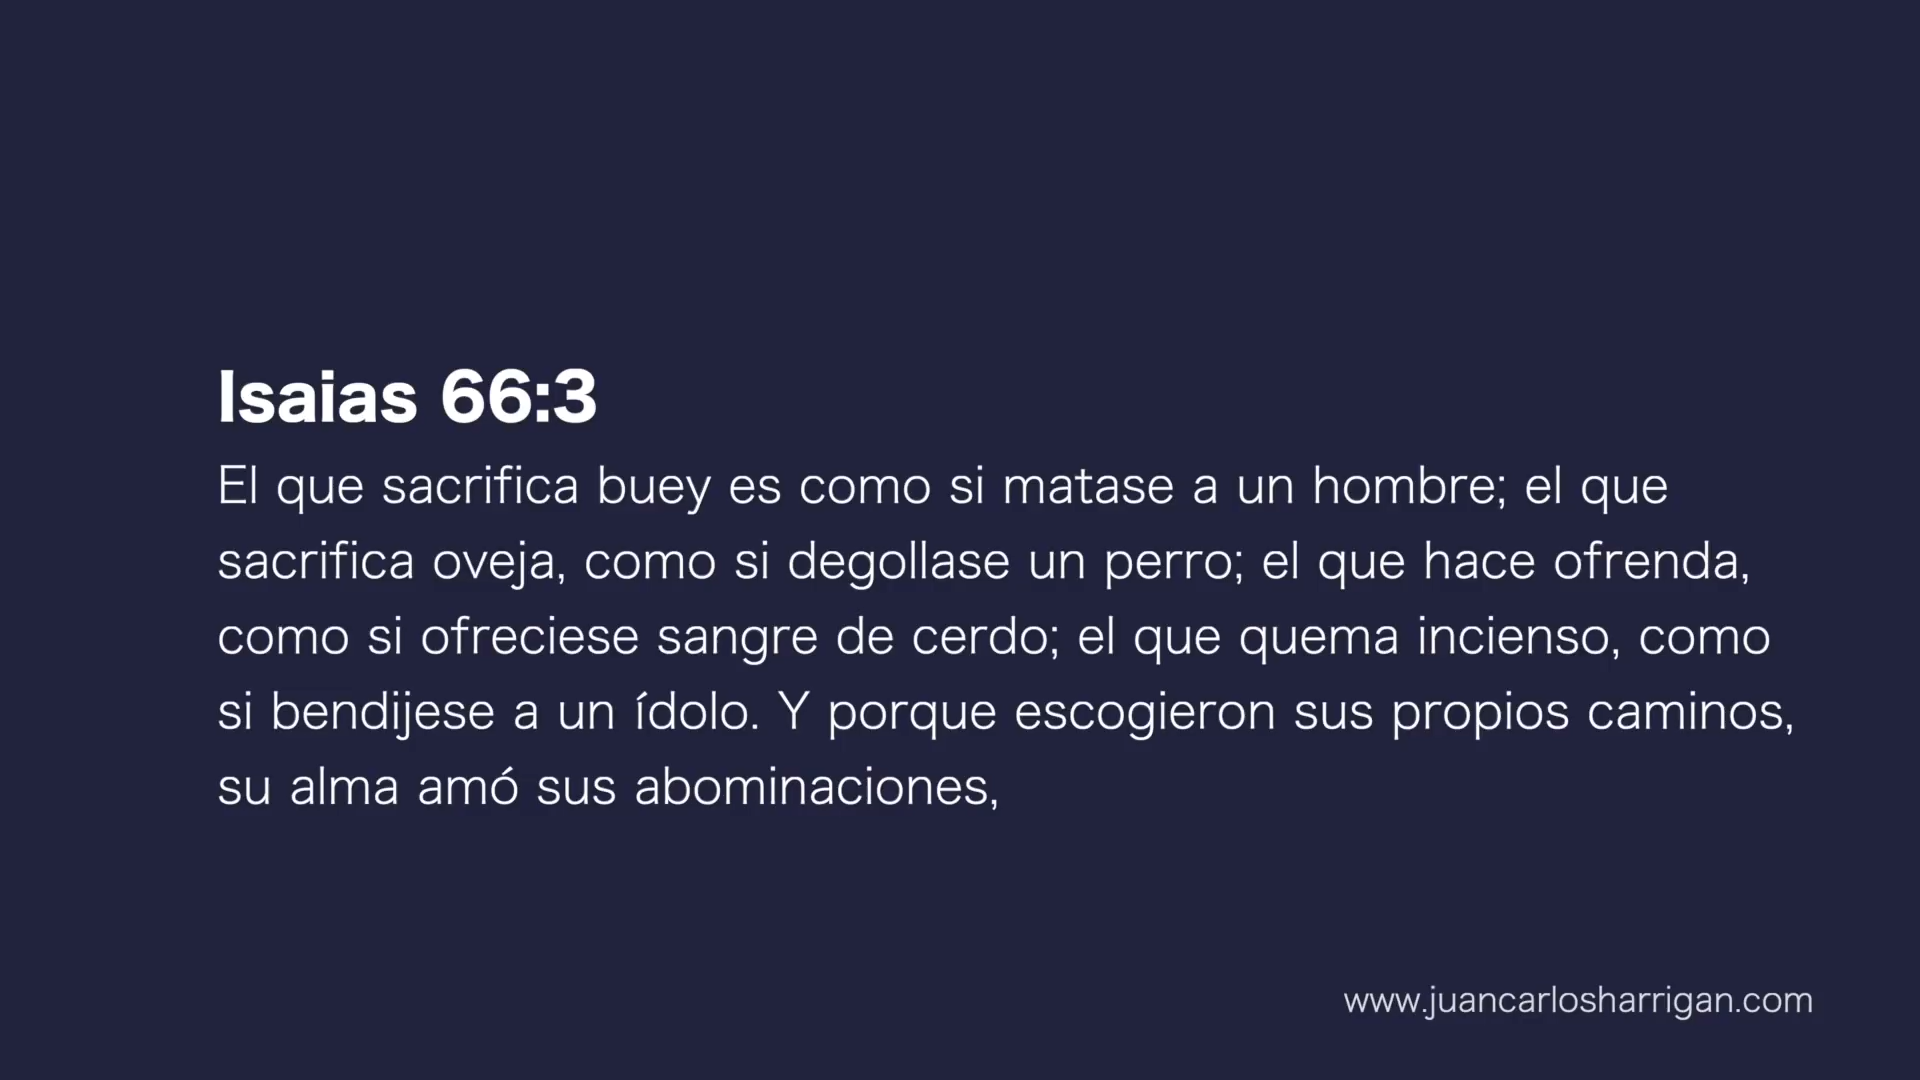 Isaias 66:3
El que sacrifica buey es como si matase a un hombre; el que
sacrifica oveja, como si degollase un perro; el que hace ofrenda,
como si ofreciese sangre de cerdo; el que quema incienso, como
si bendijese a un ídolo. Y porque escogieron sus propios caminos,
su alma amó sus abominaciones,
www.juancarlosharrigan.com